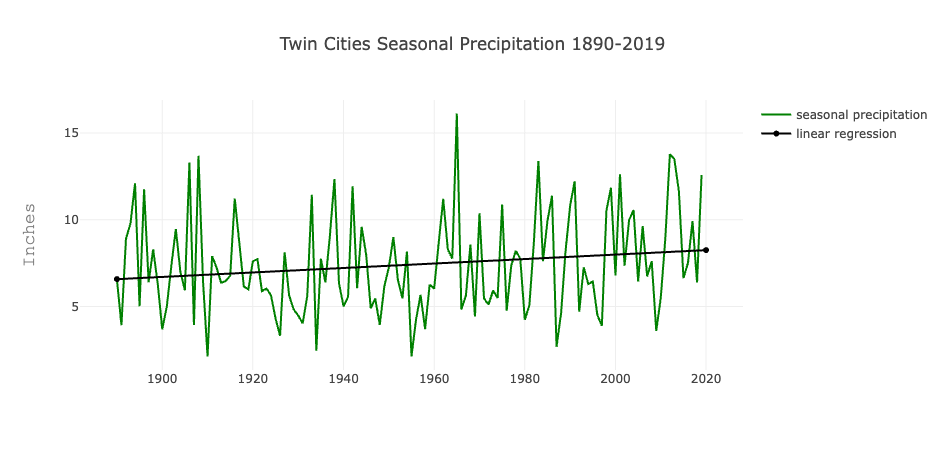 Twin Cities Seasonal Precipitation 1890-2019
seasonal precipitation
linear regression
Inches
15
10
5
1900 1920 1940 1960 1980 2000 2020